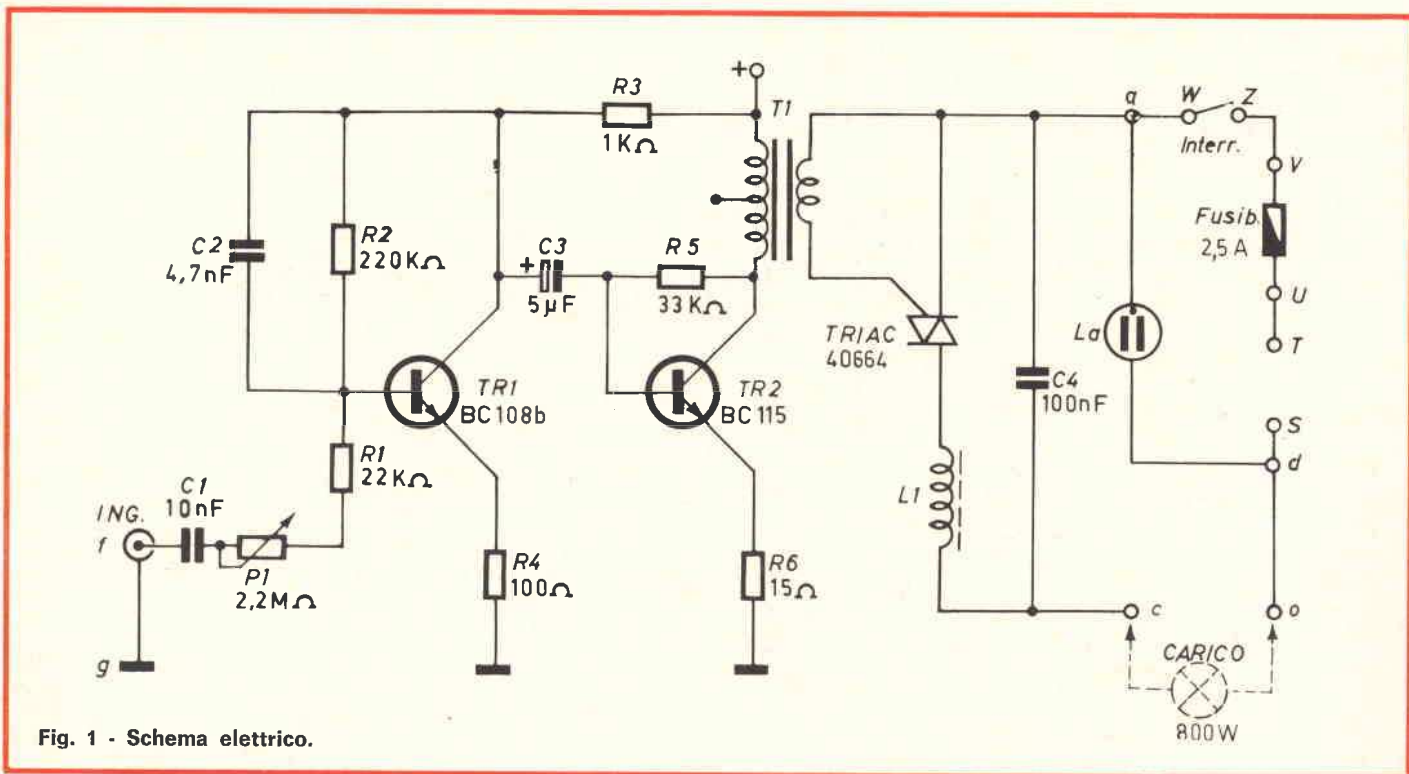 +
R3
1KΩ
T1
a
W
Z
Interr.
V
Fusib.
2,5 A
U
T
S
d
La
C2
4,7nF
R2
220KΩ
C3
+
5µF
R5
33KΩ
TRIAC
40664
C4
100nF
TR1
BC108b
TR2
BC115
R1
22KΩ
C1
10nF
ING.
f
P1
2,2MΩ
R4
100Ω
R6
15Ω
L1
g
c
o
CARICO
800W
Fig. 1 - Schema elettrico.